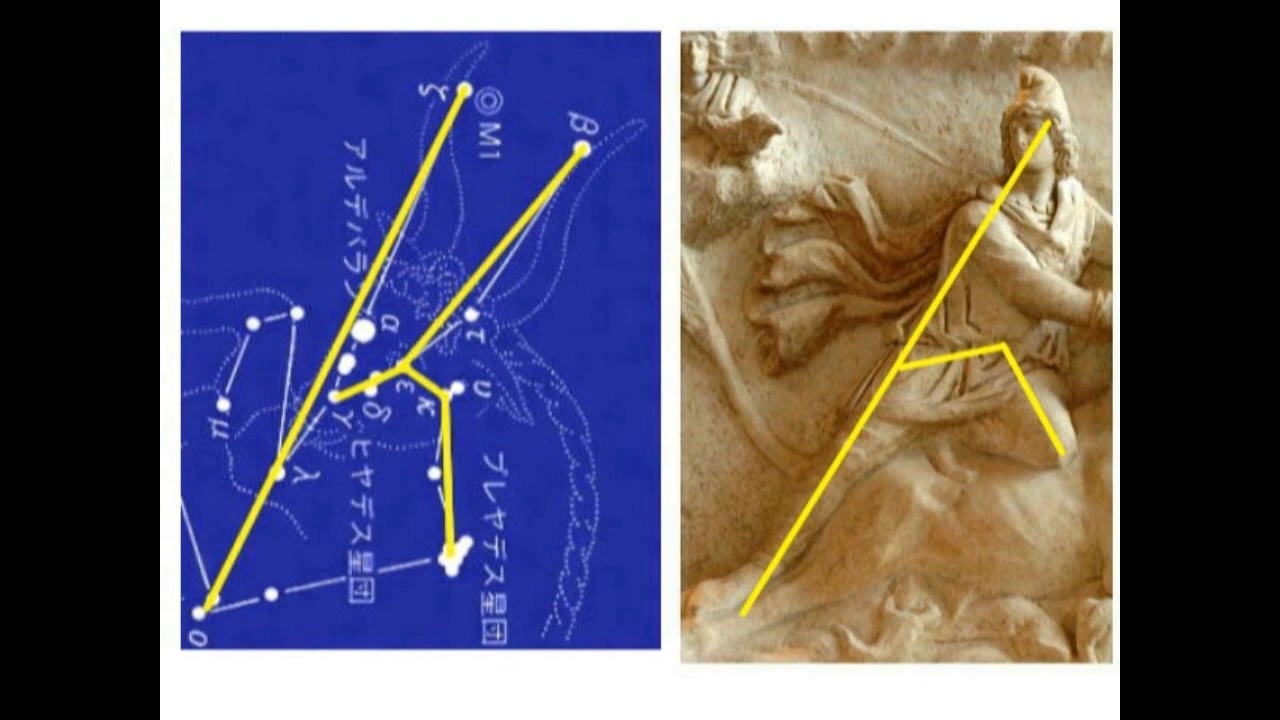 ζ
M1
β
アルデバラン
α
τ
ε
υ
κ
δ
γ
μ
λ
ヒヤデス星団
プレヤデス星団
ο